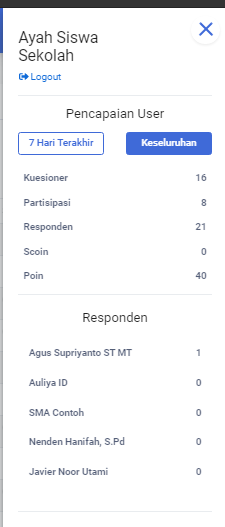 Ayah Siswa
Sekolah
Logout
Pencapaian User
7 Hari Terakhir Keseluruhan
Kuesioner 16
Partisipasi 8
Responden 21
Scoin 0
Poin 40
Responden
Agus Supriyanto ST MT 1
Auliya ID 0
SMA Contoh 0
Nenden Hanifah, S.Pd 0
Javier Noor Utami 0